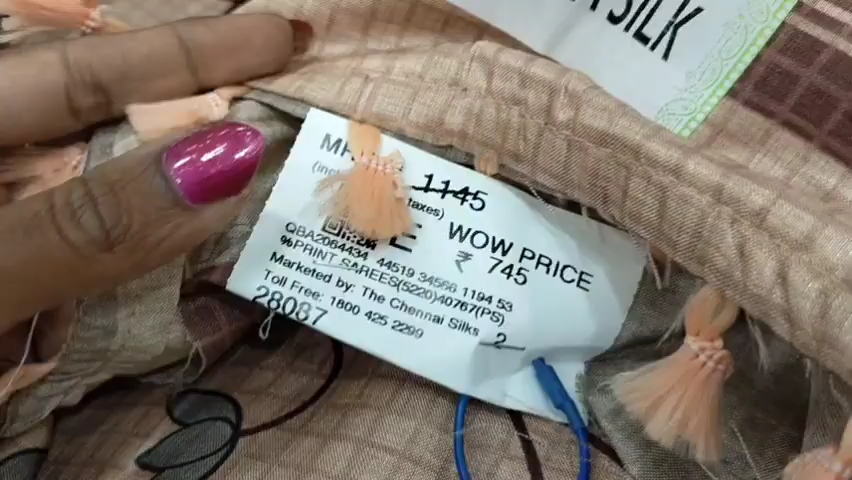 SILK
1145
taxes)
WOW PRICE
₹ 745
QBA2064434 44519 34566 1194 53
%PRINT SAREES(5220)40767(PS)
Marketed by: The Chennai Silks
Toll Free: 1800 425 2299
2
28087